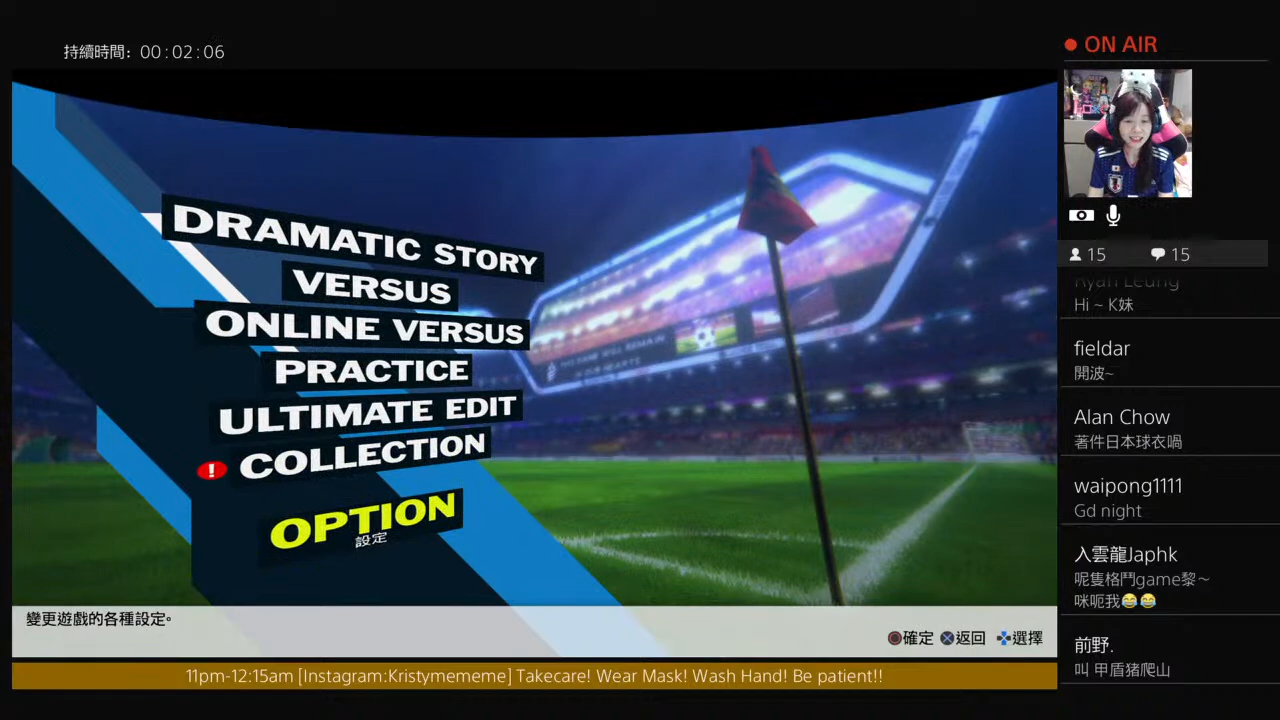 持續時間: 00:02:06
DRAMATIC STORY
VERSUS
ONLINE VERSUS
PRACTICE
ULTIMATE EDIT
! COLLECTION
OPTION
設定
變更遊戲的各種設定。
確定 返回 選擇
11pm-12:15am [Instagram:Kristymememe] Takecare! Wear Mask! Wash Hand! Be patient!!
ON AIR
15 15
Ryan Leung
Hi ~ K妹
fieldar
開波~
Alan Chow
著件日本球衣喎
waipong1111
Gd night
入雲龍Japhk
呢隻格鬥game黎～
咪呃我😂😂
前野.
叫 甲盾猪爬山